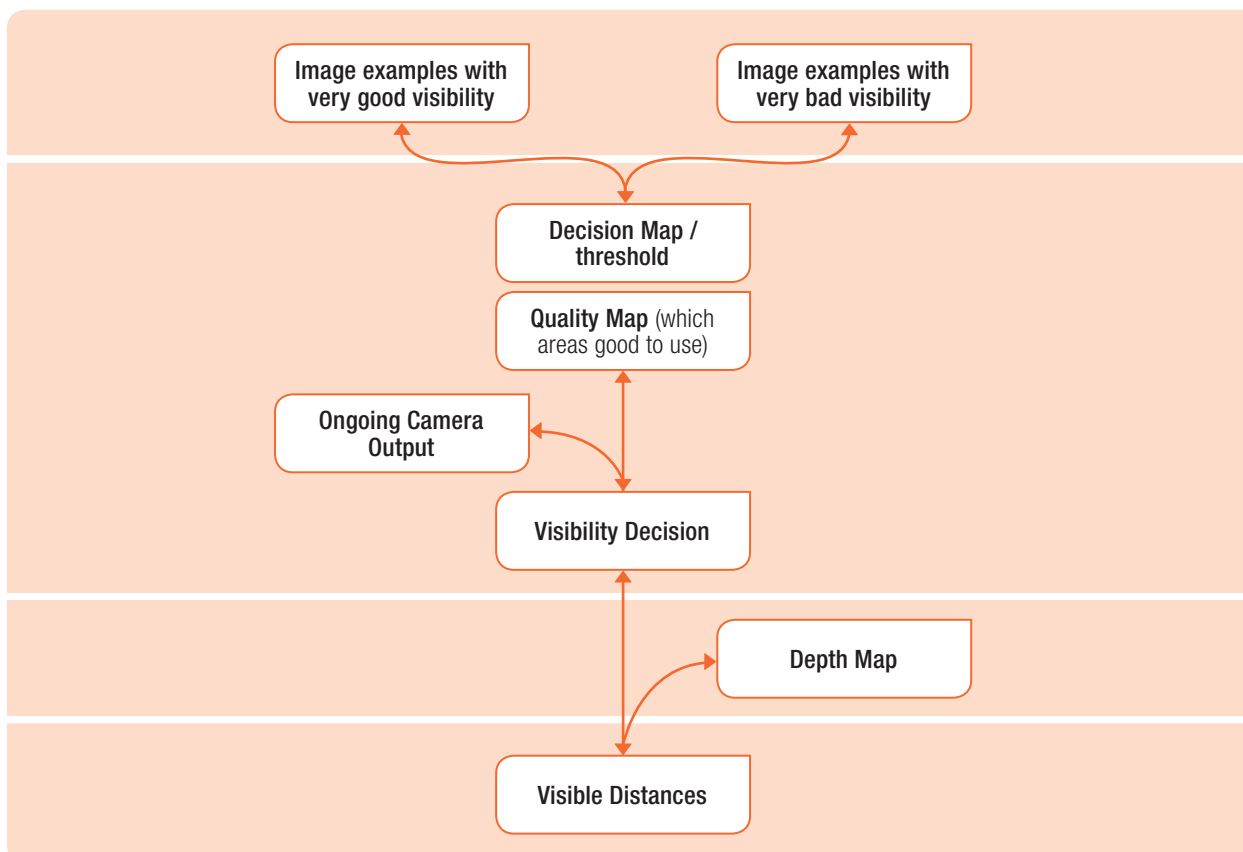 Image examples with
very good visibility
Image examples with
very bad visibility
Decision Map /
threshold
Quality Map (which
areas good to use)
Ongoing Camera
Output
Visibility Decision
Depth Map
Visible Distances